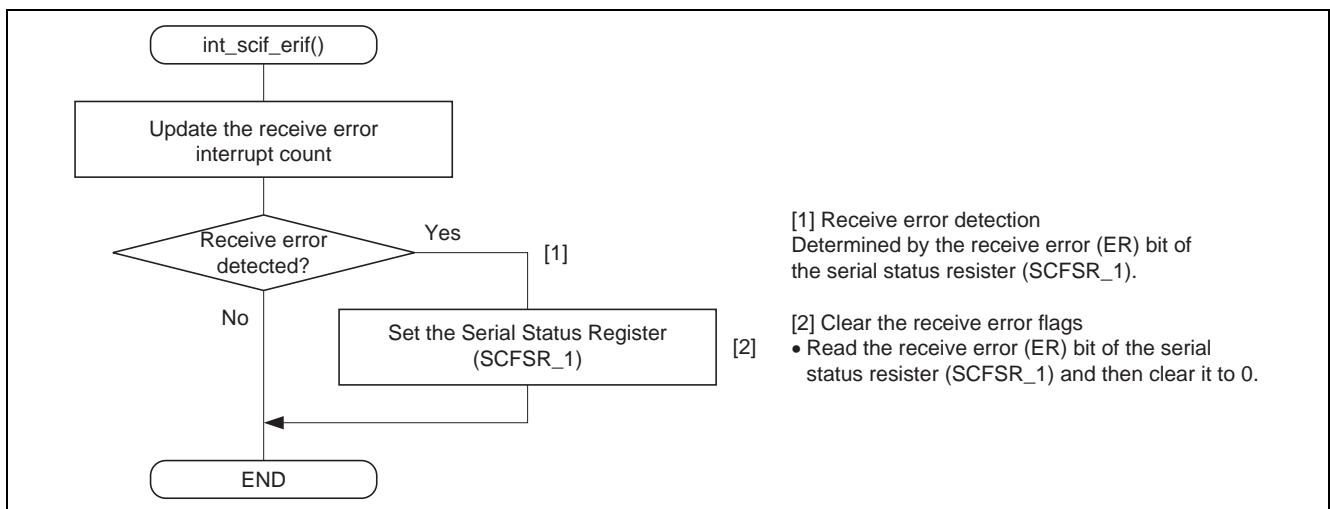 int_scif_erif()
Update the receive error
interrupt count
Receive error
detected?
Yes
[1]
No
Set the Serial Status Register
(SCFSR_1)
[2]
END
[1] Receive error detection
Determined by the receive error (ER) bit of
the serial status resister (SCFSR_1).
[2] Clear the receive error flags
• Read the receive error (ER) bit of the serial
status resister (SCFSR_1) and then clear it to 0.